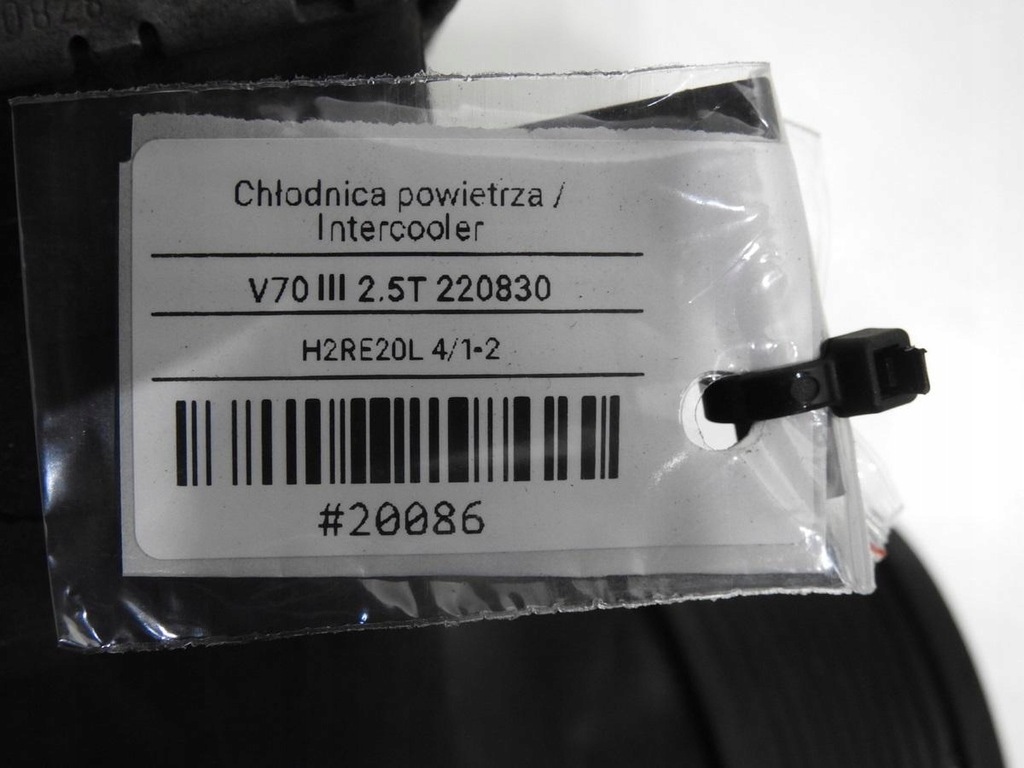 Chłodnica powietrza /
Intercooler
V70 III 2.5T 220830
H2RE20L 4/1-2
#20086